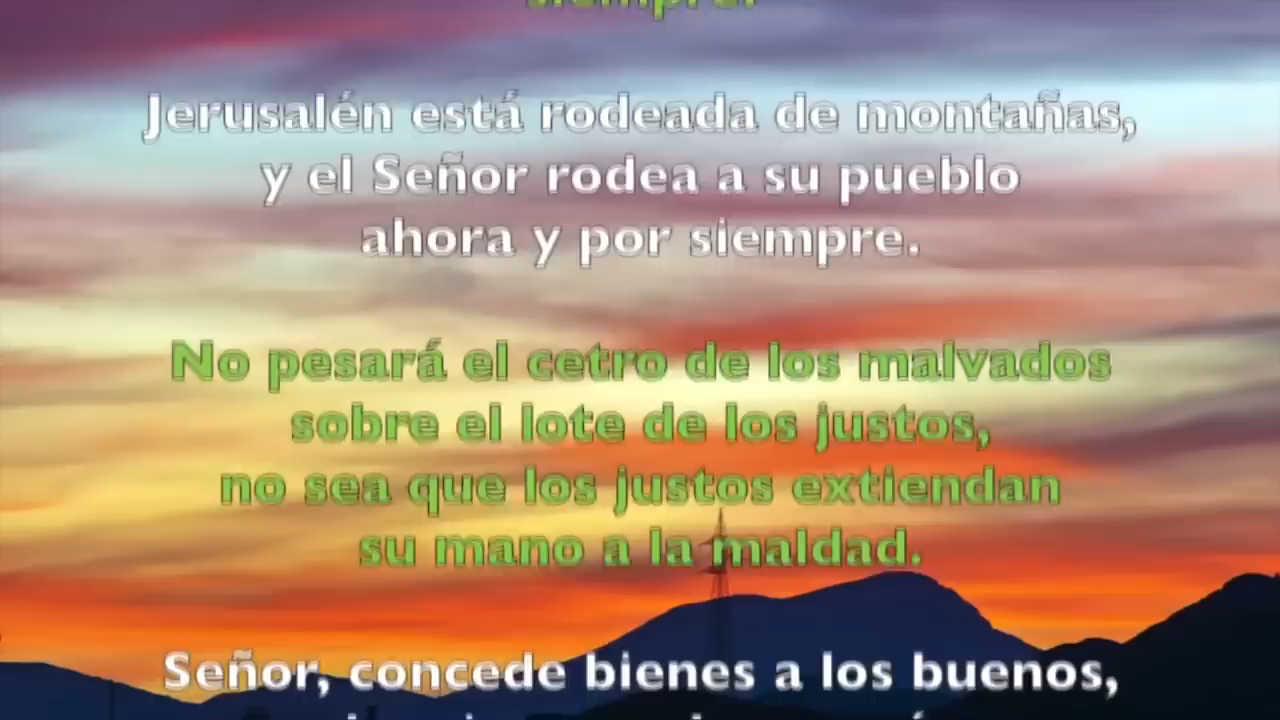 siempre.
Jerusalén está rodeada de montañas,
y el Señor rodea a su pueblo
ahora y por siempre.
No pesará el cetro de los malvados
sobre el lote de los justos,
no sea que los justos extiendan
su mano a la maldad.
Señor, concede bienes a los buenos,